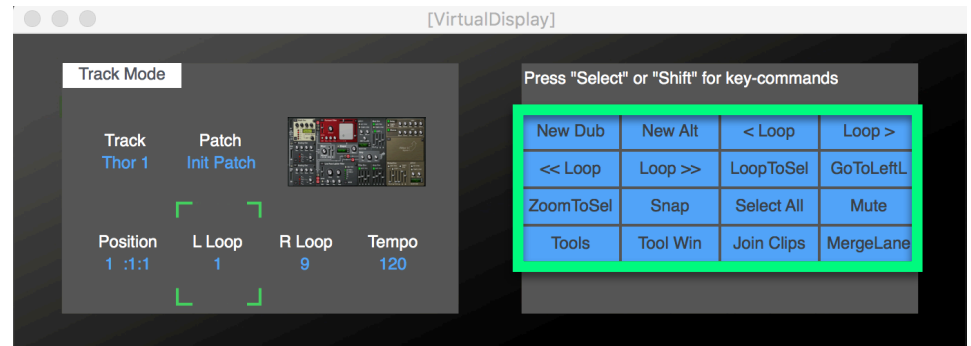 [VirtualDisplay]
Track Mode
Track Patch
Thor 1 Init Patch
Position L Loop R Loop Tempo
1 :1:1 1 9 120
Press "Select" or "Shift" for key-commands
New Dub New Alt < Loop Loop >
<< Loop Loop >> LoopToSel GoToLeftL
ZoomToSel Snap Select All Mute
Tools Tool Win Join Clips MergeLane